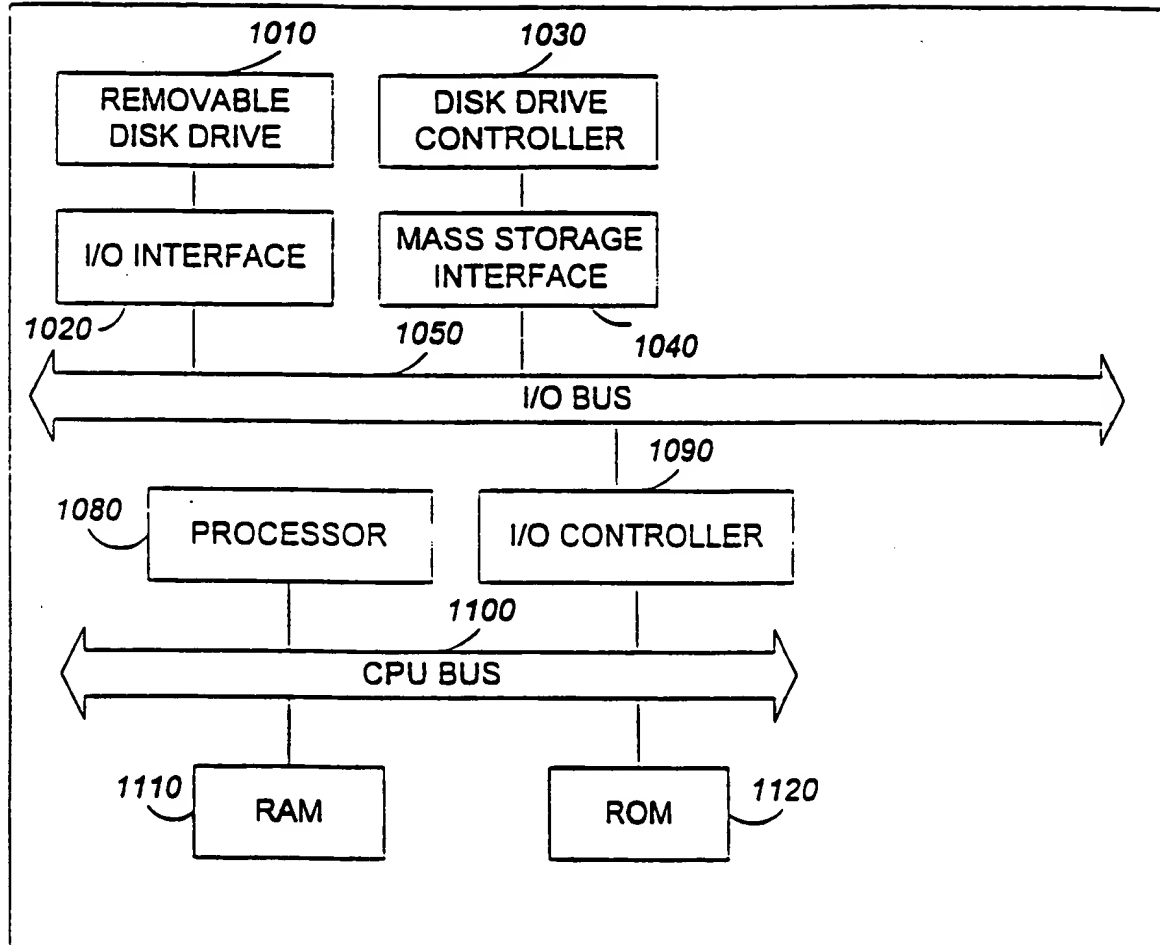 1010
1030
REMOVABLE
DISK DRIVE
DISK DRIVE
CONTROLLER
I/O INTERFACE
MASS STORAGE
INTERFACE
1020
1050
1040
I/O BUS
1090
1080
PROCESSOR
I/O CONTROLLER
1100
CPU BUS
1110
RAM
ROM
1120